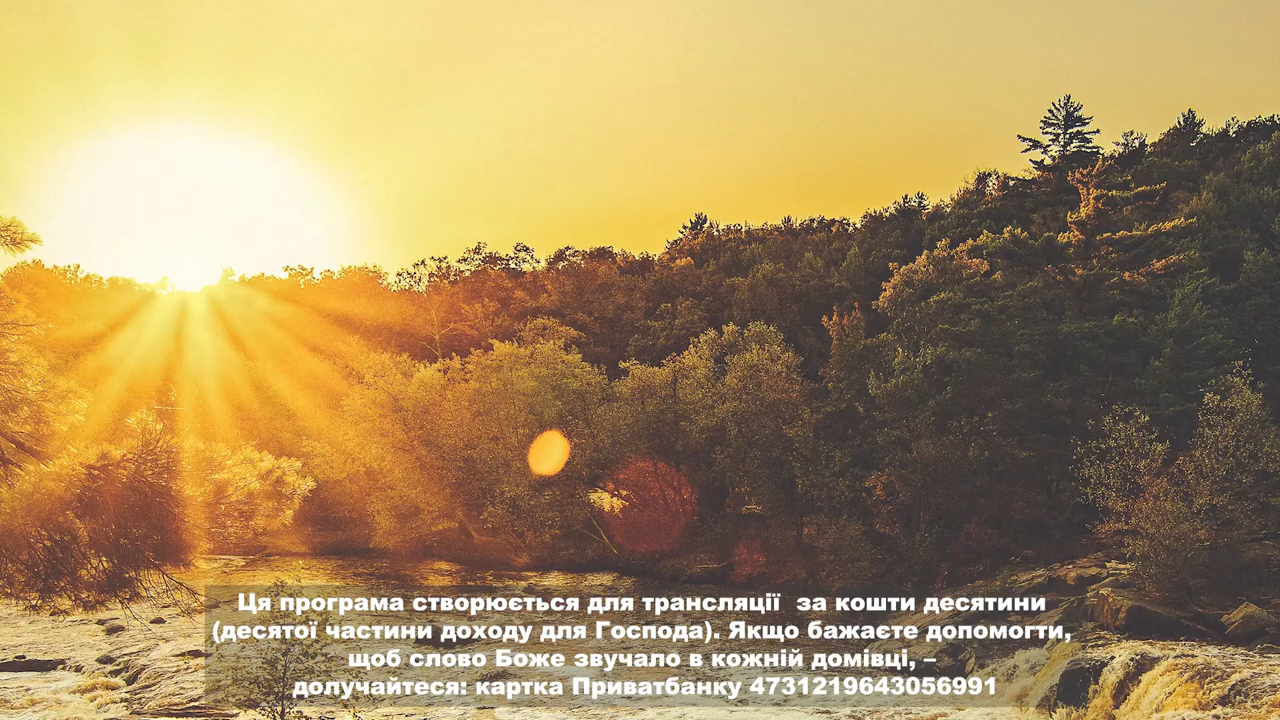 Ця програма створюється для трансляції за кошти десятини
(десятої частини доходу для Господа). Якщо бажаєте допомогти,
щоб слово Боже звучало в кожній домівці, –
долучайтеся: картка Приватбанку 4731219643056991